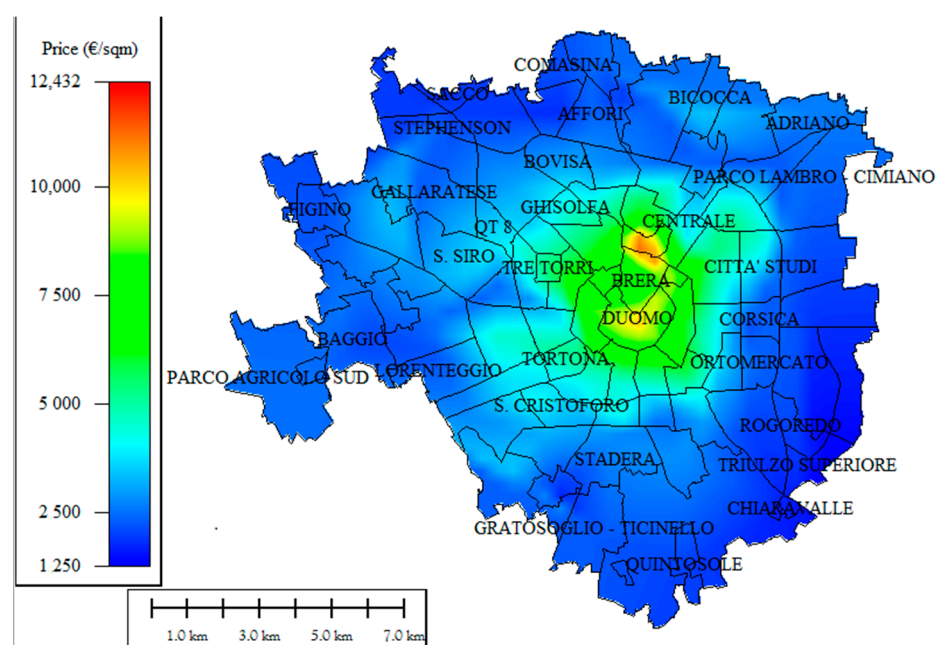 Price (€/sqm)
12,432
10,000
7 500
5 000
2 500
1 250
COMASINA
SACCO
BICOCCA
AFFORI
ADRIANO
STEPHENSON
BOVISA
PARCO LAMBRO
CIMIANO
GALLARATESE
FIGINO
GHISOLFA
CENTRALE
QT 8
S. SIRO
TRE TORRI
CITTA' STUDI
BRERA
DUOMO
CORSICA
BAGGIO
TORTONA
ORTOMERCATO
PARCO AGRICOLO SUD
LORENTEGGIO
S. CRISTOFORO
ROGOREDO
STADERA
TRIULZO SUPERIORE
CHIARAVALLE
GRATOSOGLIO - TICINELLO
QUINTOSOLE
1.0 km
3.0 km
5.0 km
7.0 km